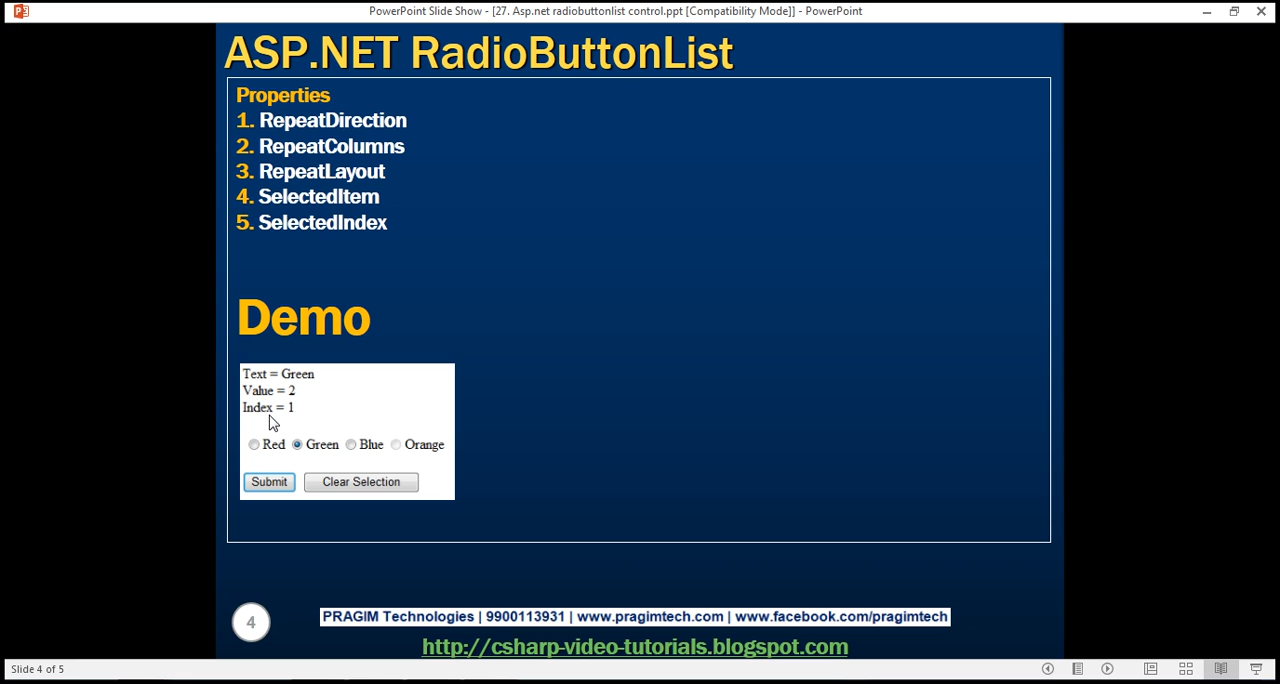 PowerPoint Slide Show - [27. Asp.net radiobuttonlist control.ppt [Compatibility Mode]] - PowerPoint
ASP.NET RadioButtonList
Properties
1. RepeatDirection
2. RepeatColumns
3. RepeatLayout
4. SelectedItem
5. SelectedIndex
Demo
Text = Green
Value = 2
Index = 1
Red Green Blue Orange
Submit Clear Selection
4
PRAGIM Technologies | 9900113931 | www.pragimtech.com | www.facebook.com/pragimtech
http://csharp-video-tutorials.blogspot.com
Slide 4 of 5